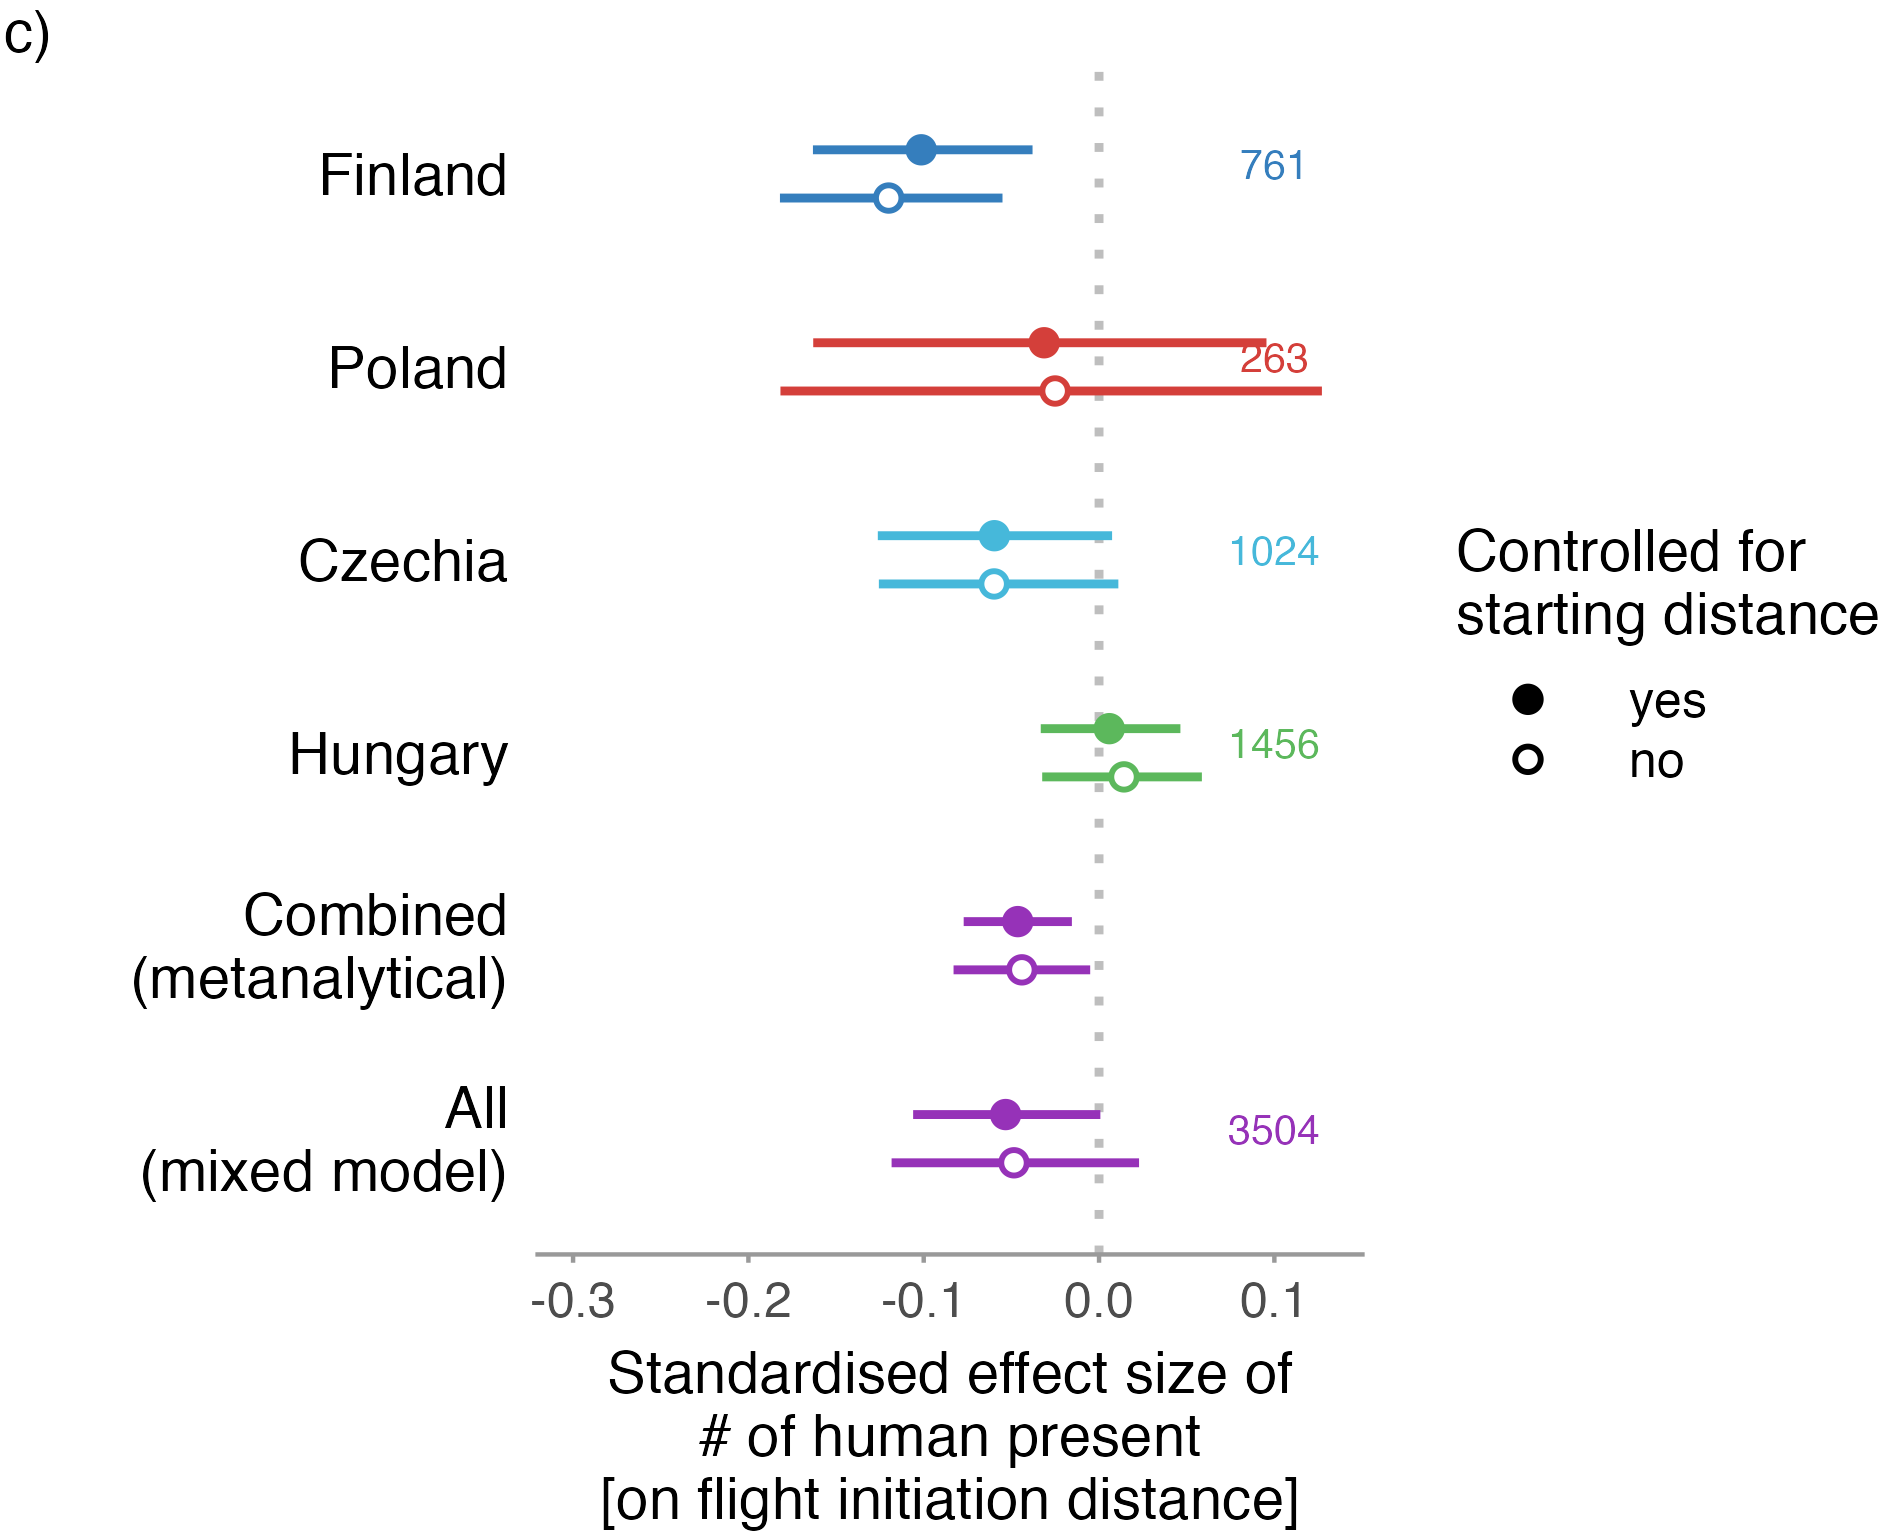 c)
Finland
761
Poland
263
Czechia
1024
Hungary
1456
Combined
(metanalytical)
All
(mixed model)
3504
Controlled for
starting distance
yes
no
-0.3
-0.2
-0.1
0.0
0.1
Standardised effect size of
# of human present
[on flight initiation distance]